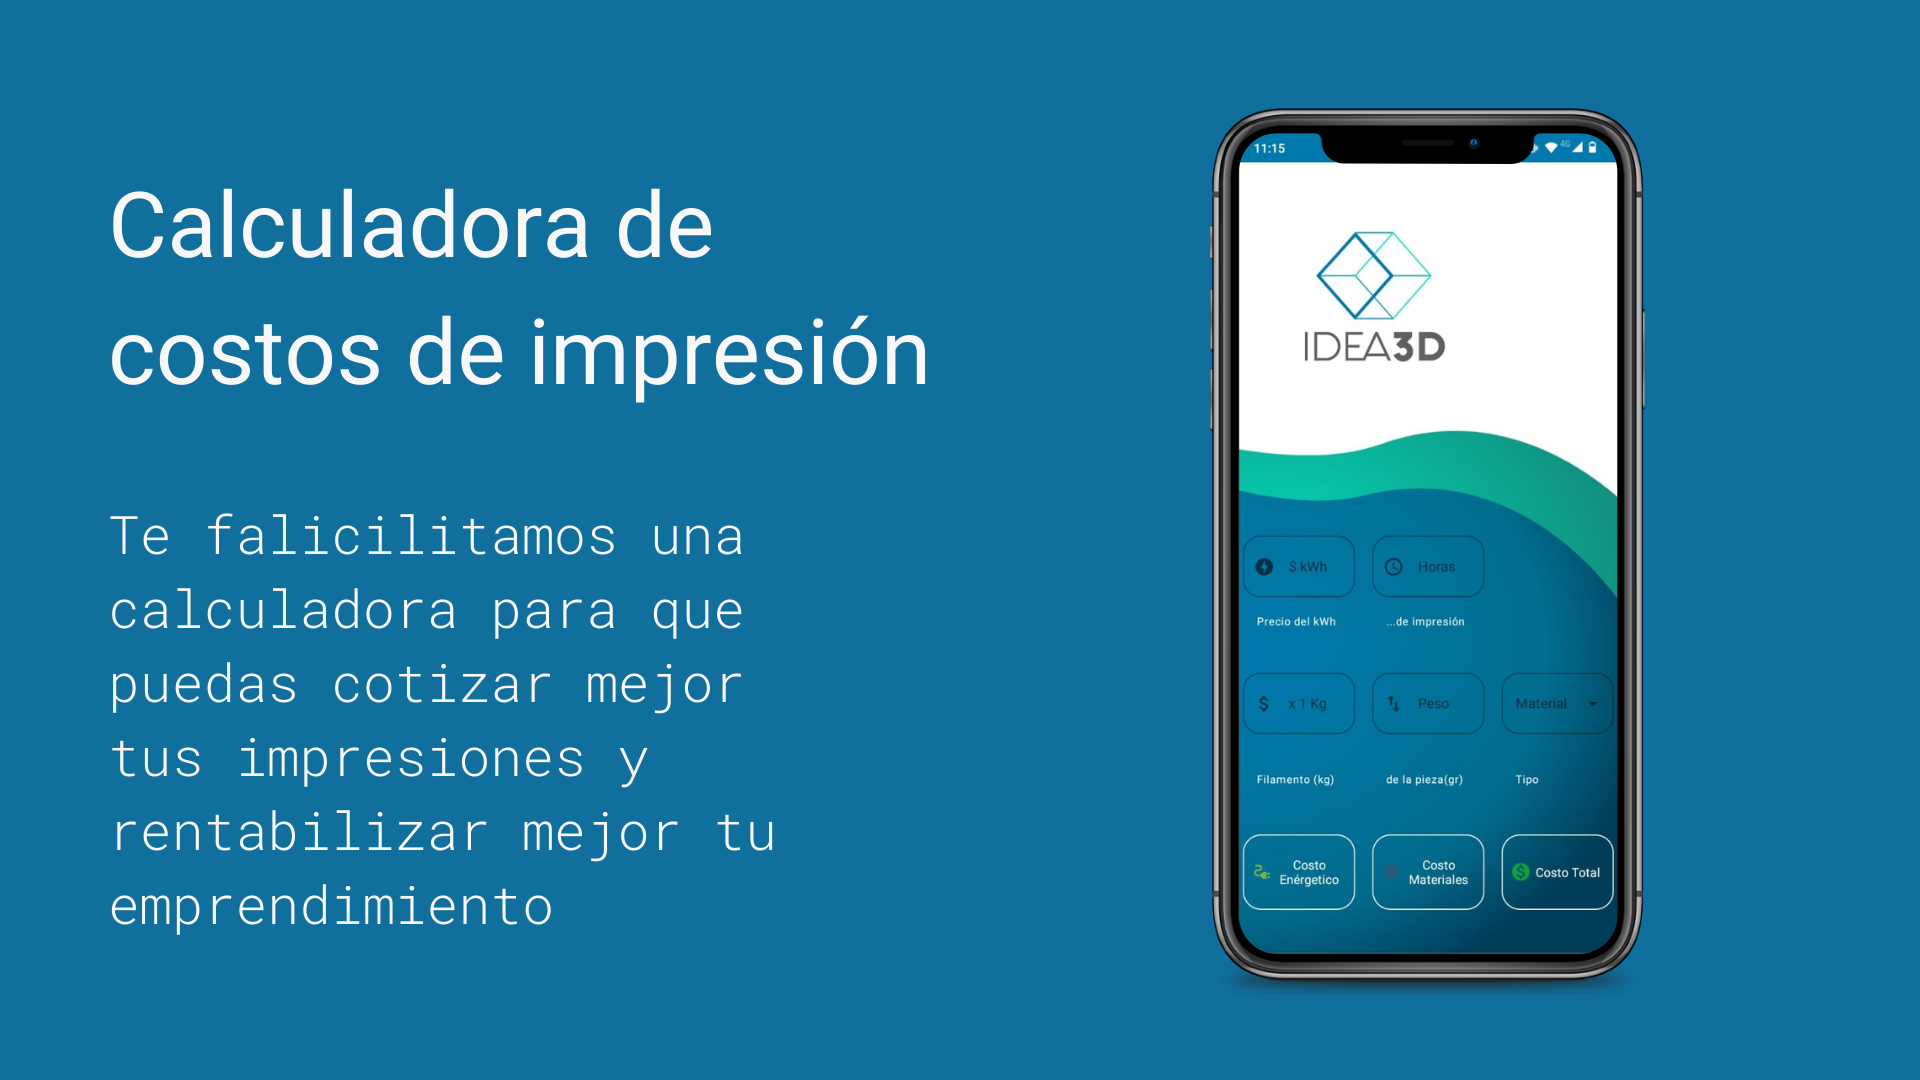 Calculadora de
costos de impresión
Te falicilitamos una
calculadora para que
puedas cotizar mejor
tus impresiones y
rentabilizar mejor tu
emprendimiento
11:15
4G
IDEA3D
$ kWh
Horas
Precio del kWh
...de impresión
x 1 Kg
Peso
Material
Filamento (kg)
de la pieza(gr)
Tipo
Costo
Enérgetico
Costo
Materiales
Costo Total